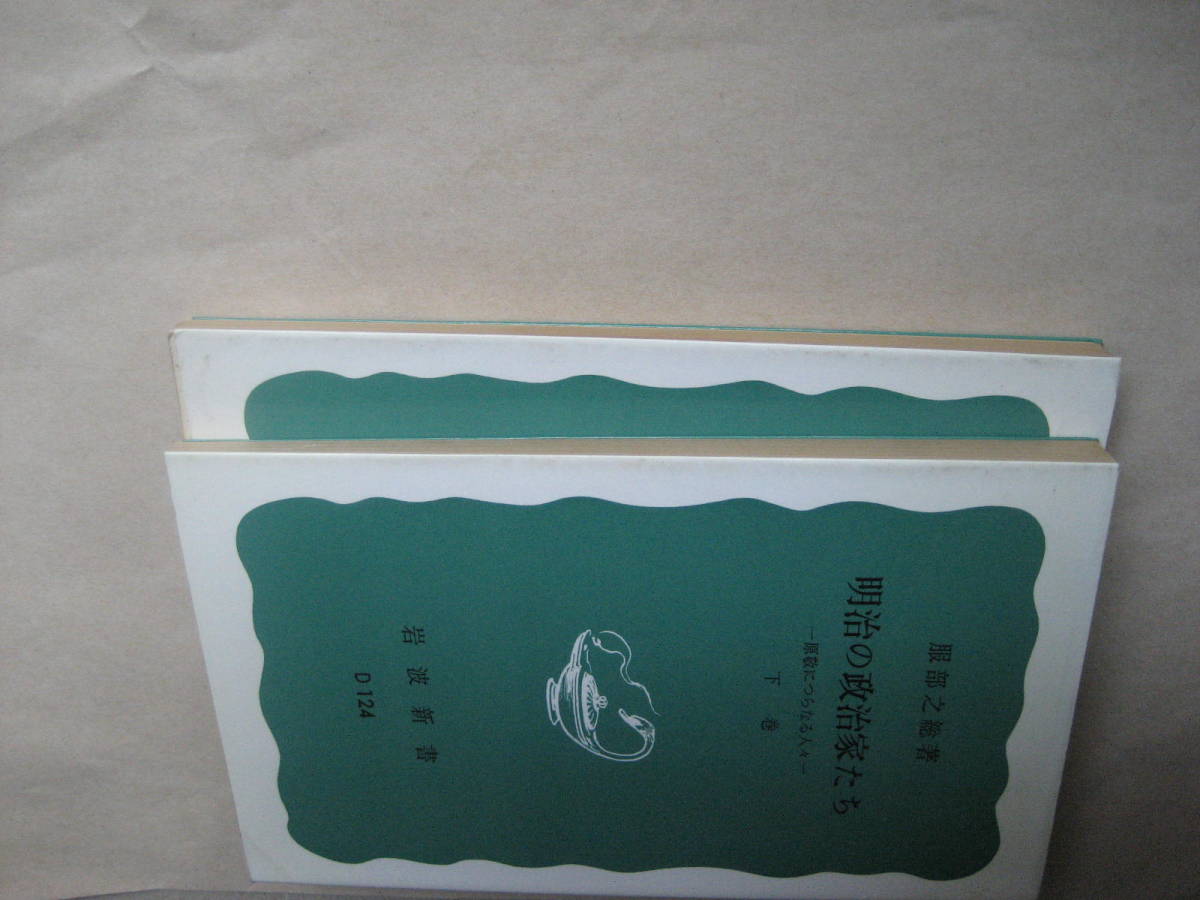 服部之総著
明治の政治家たち
—原敬につらなる人々—
下巻
岩波新書
D124